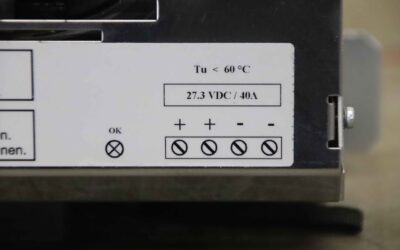 Tu < 60 °C
27.3 VDC / 40A
+ + - -
OK
n.
nen.